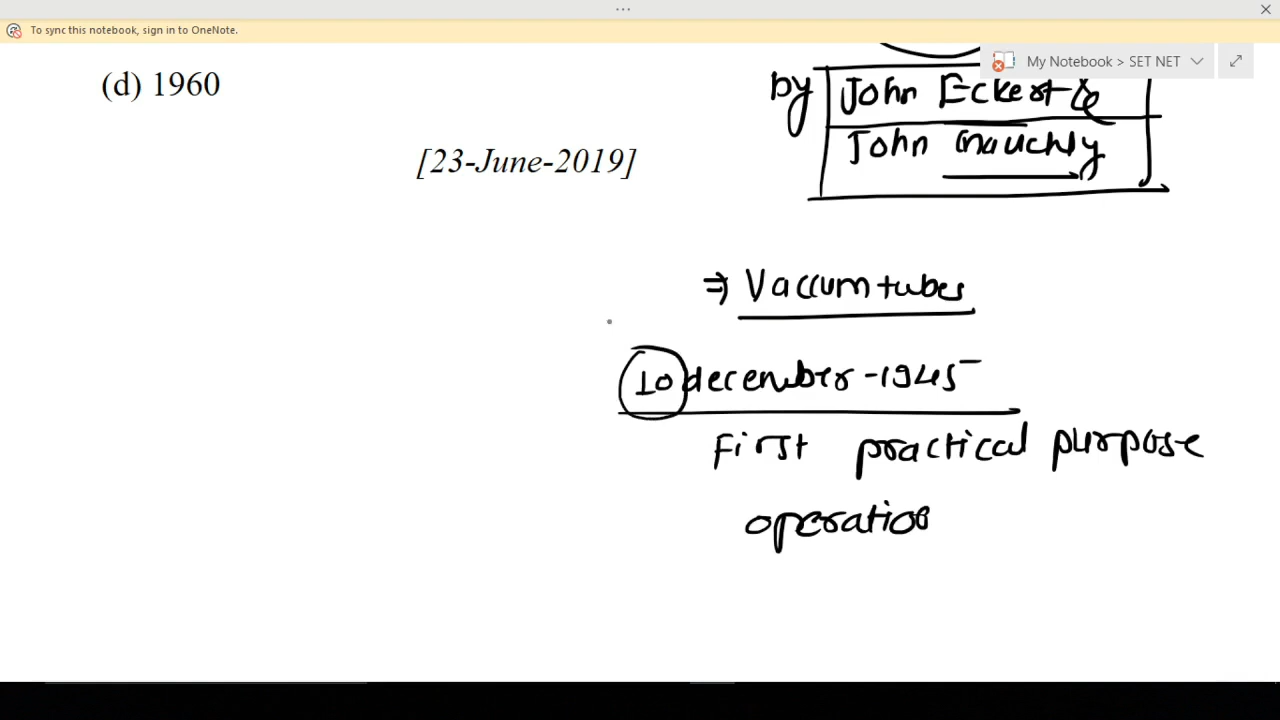 To sync this notebook, sign in to OneNote.
My Notebook > SET NET
(d) 1960
[23-June-2019]
by John Eckert &
John Mauchly
⇒ Vaccum tubes
10 december - 1945
First practical purpose
operation